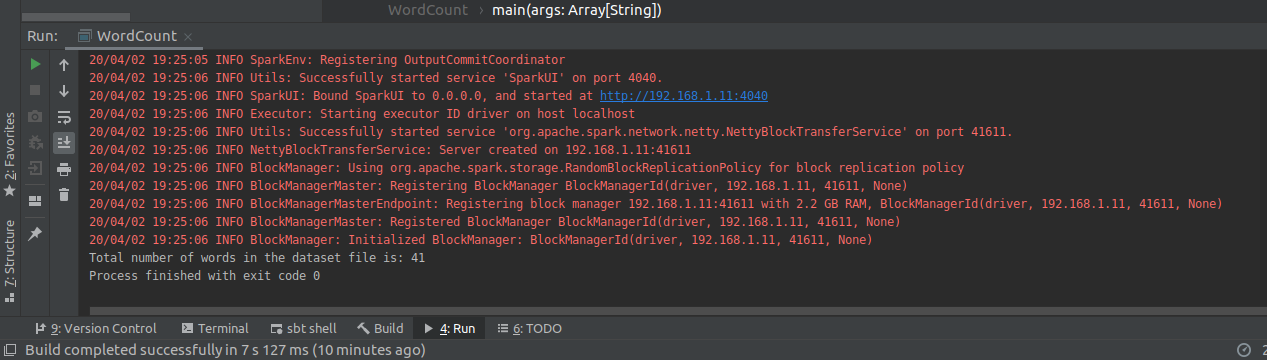 WordCount › main(args: Array[String])
Run: WordCount ×
20/04/02 19:25:05 INFO SparkEnv: Registering OutputCommitCoordinator
20/04/02 19:25:06 INFO Utils: Successfully started service 'SparkUI' on port 4040.
20/04/02 19:25:06 INFO SparkUI: Bound SparkUI to 0.0.0.0, and started at http://192.168.1.11:4040
20/04/02 19:25:06 INFO Executor: Starting executor ID driver on host localhost
20/04/02 19:25:06 INFO Utils: Successfully started service 'org.apache.spark.network.netty.NettyBlockTransferService' on port 41611.
20/04/02 19:25:06 INFO NettyBlockTransferService: Server created on 192.168.1.11:41611
20/04/02 19:25:06 INFO BlockManager: Using org.apache.spark.storage.RandomBlockReplicationPolicy for block replication policy
20/04/02 19:25:06 INFO BlockManagerMaster: Registering BlockManager BlockManagerId(driver, 192.168.1.11, 41611, None)
20/04/02 19:25:06 INFO BlockManagerMasterEndpoint: Registering block manager 192.168.1.11:41611 with 2.2 GB RAM, BlockManagerId(driver, 192.168.1.11, 41611, None)
20/04/02 19:25:06 INFO BlockManagerMaster: Registered BlockManager BlockManagerId(driver, 192.168.1.11, 41611, None)
20/04/02 19:25:06 INFO BlockManager: Initialized BlockManager: BlockManagerId(driver, 192.168.1.11, 41611, None)
Total number of words in the dataset file is: 41
Process finished with exit code 0
2: Favorites
7: Structure
9: Version Control Terminal sbt shell Build 4: Run 6: TODO
Build completed successfully in 7 s 127 ms (10 minutes ago)